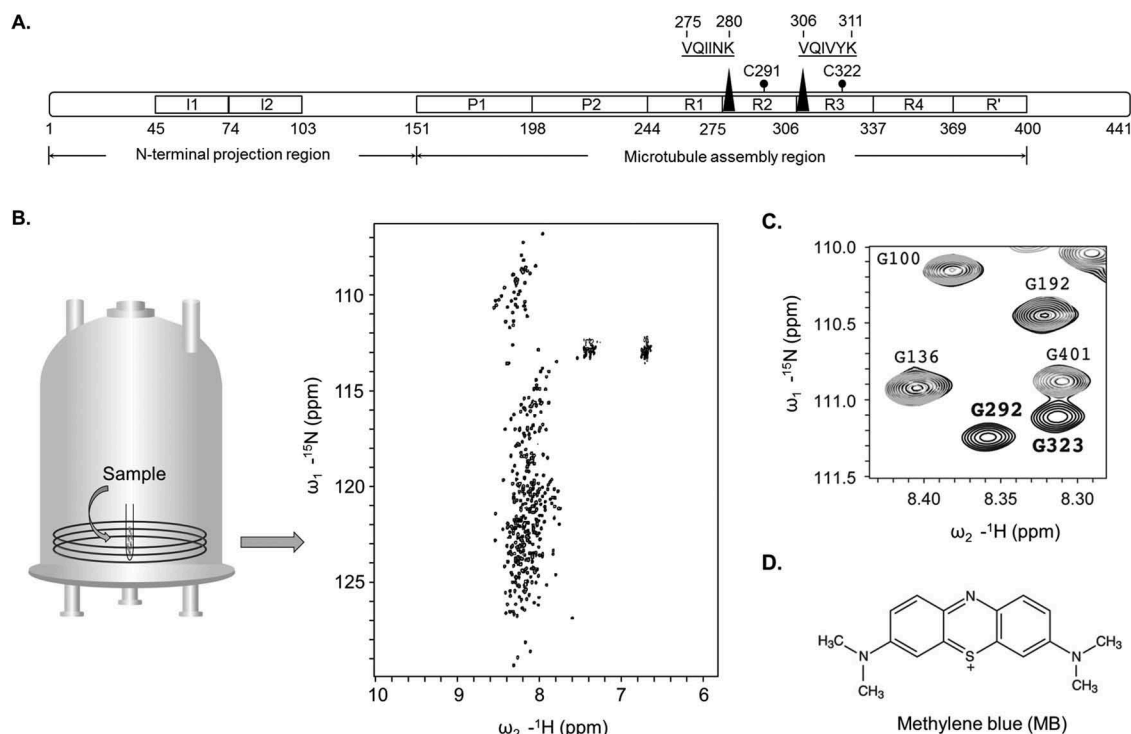 A.
275 280 306 311
VQIINK VQIVYK
C291 C322
I1 I2 P1 P2 R1 R2 R3 R4 R'
1 45 74 103 151 198 244 275 306 337 369 400 441
N-terminal projection region Microtubule assembly region
B.
Sample
ω₁ -¹⁵N (ppm)
110
115
120
125
10 9 8 7 6
ω₂ -¹H (ppm)
C.
ω₁ -¹⁵N (ppm)
110.0
110.5
111.0
111.5
G100
G192
G136 G401
G292
G323
8.40 8.35 8.30
ω₂ -¹H (ppm)
D.
N
H₃C CH₃
N S N
+
CH₃ CH₃
Methylene blue (MB)